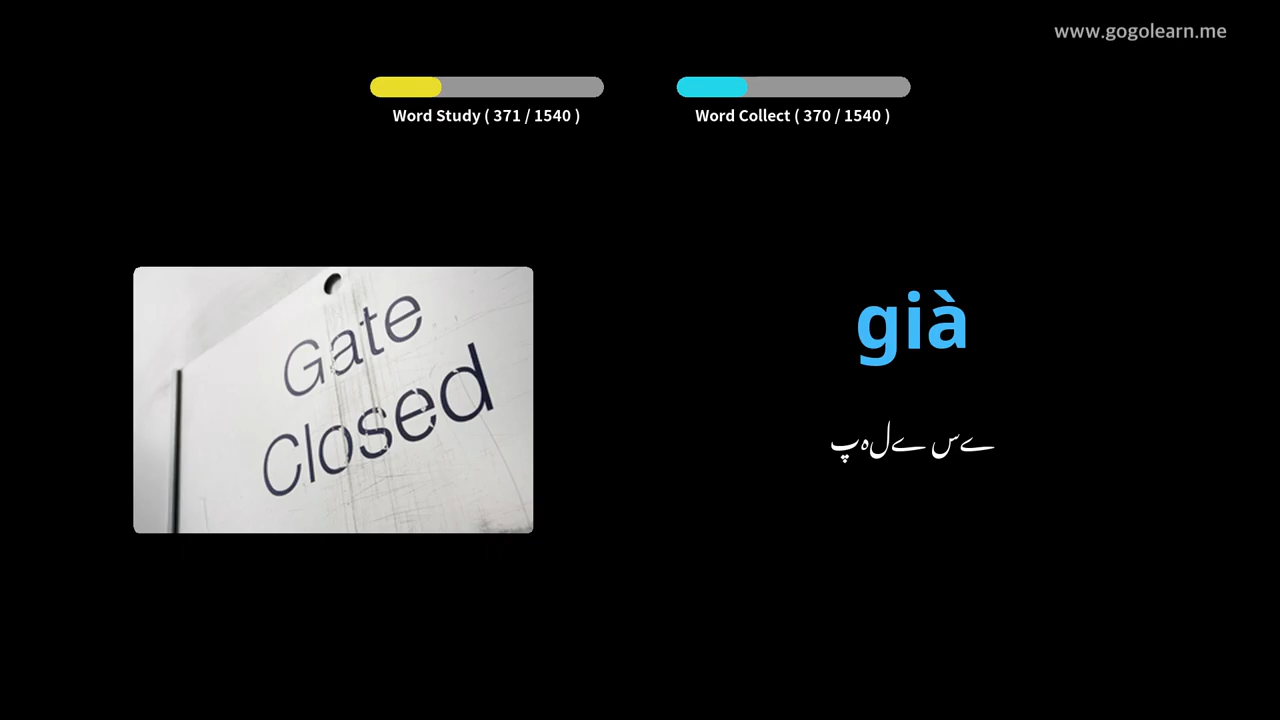 www.gogolearn.me
Word Study ( 371 / 1540 )
Word Collect ( 370 / 1540 )
Gate
Closed
già
پہلے سے